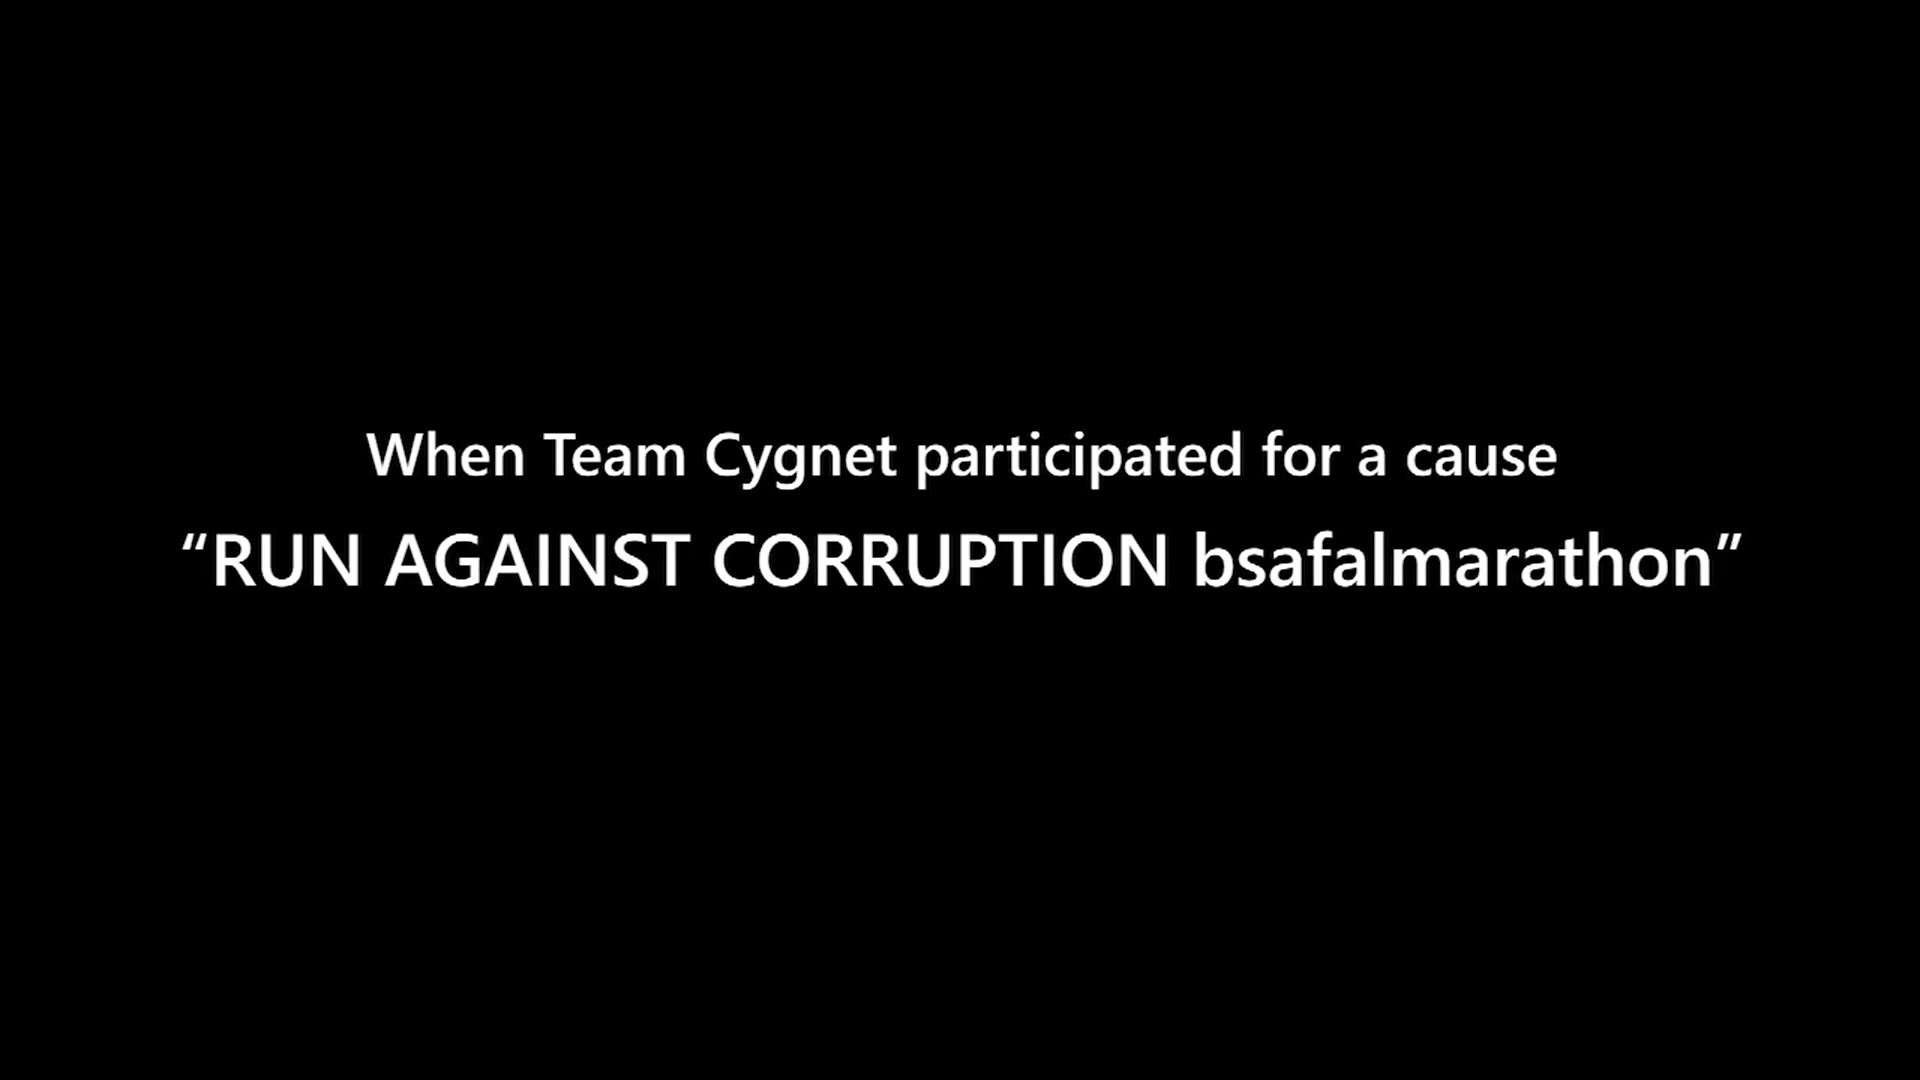 When Team Cygnet participated for a cause
“RUN AGAINST CORRUPTION bsafalmarathon”